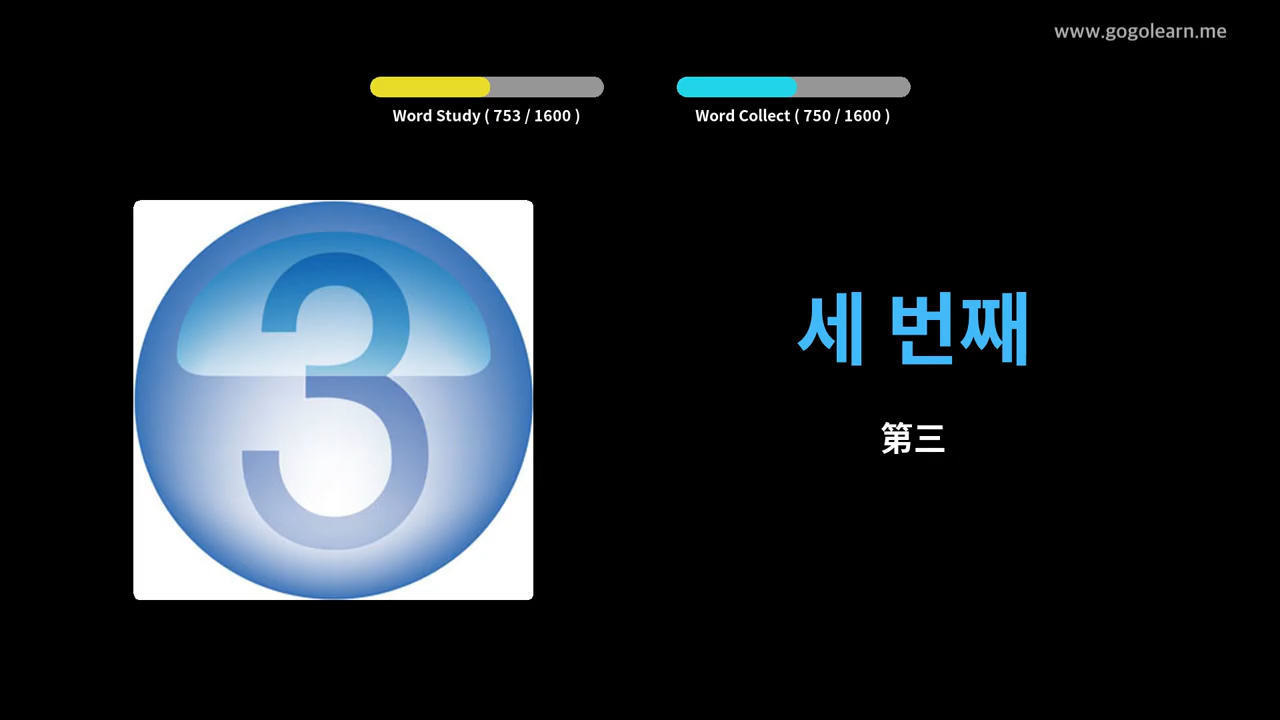 www.gogolearn.me
Word Study ( 753 / 1600 )
Word Collect ( 750 / 1600 )
3
세 번째
第三